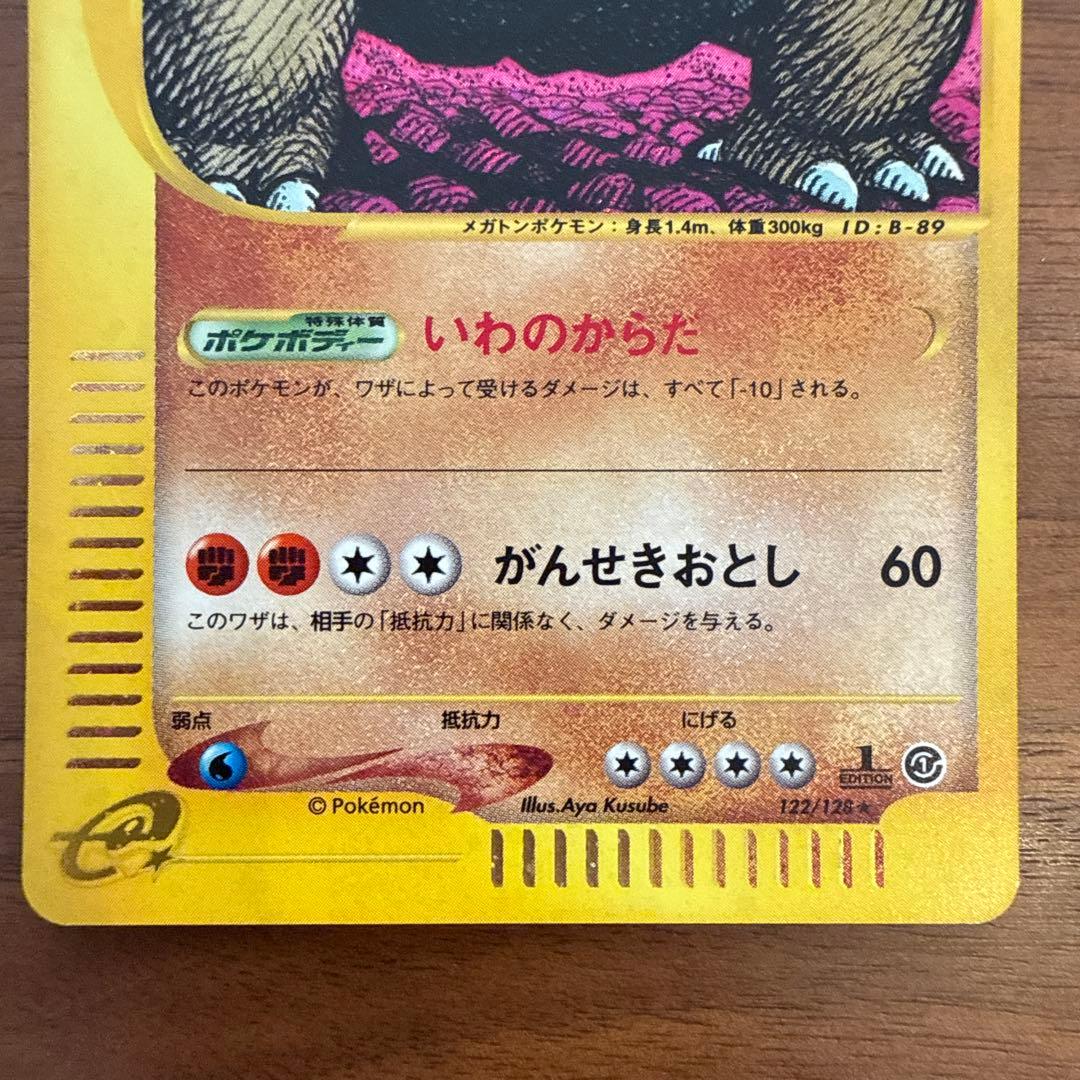 メガトンポケモン：身長1.4m、体重300kg ID:B-89
特殊体質
ポケボディー いわのからだ
このポケモンが、ワザによって受けるダメージは、すべて「-10」される。
がんせきおとし 60
このワザは、相手の「抵抗力」に関係なく、ダメージを与える。
弱点 抵抗力 にげる
1
EDITION
©Pokémon Illus.Aya Kusube 122/128★
e